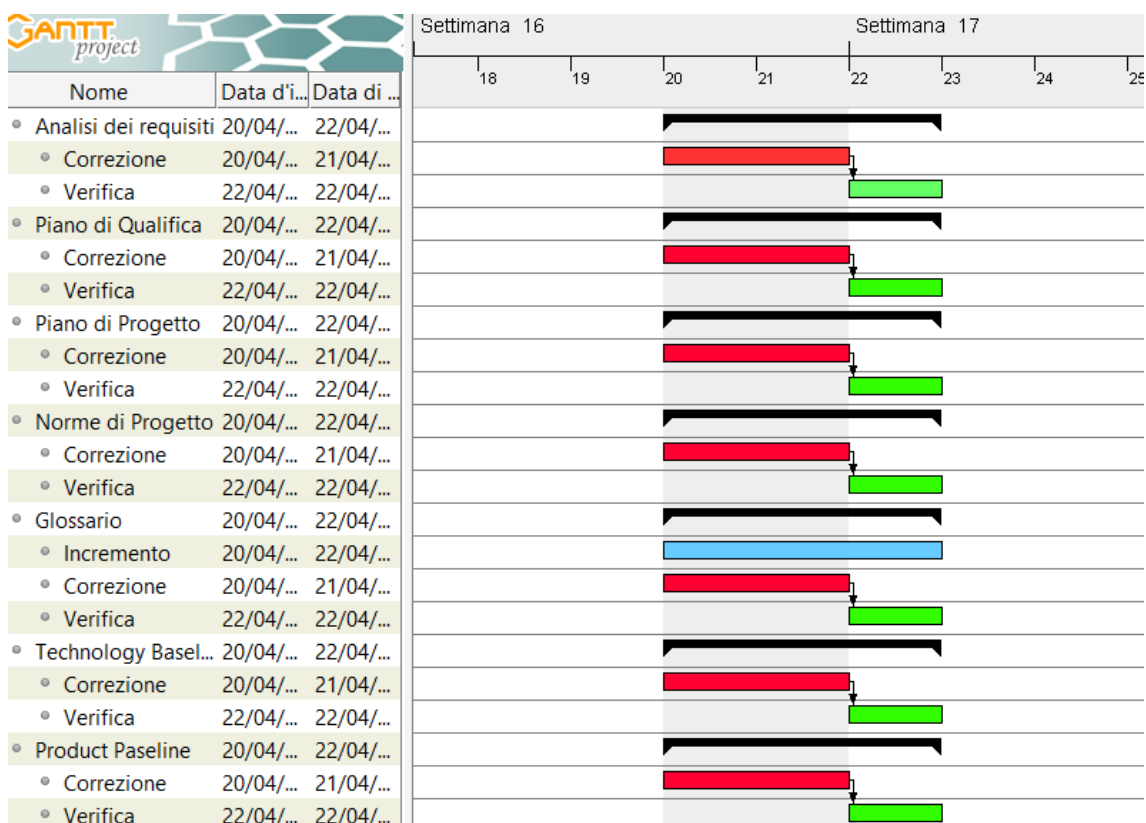 GANTT project
Settimana 16 Settimana 17
18 19 20 21 22 23 24 25
Nome Data d'i... Data di ...
Analisi dei requisiti 20/04/... 22/04/...
Correzione 20/04/... 21/04/...
Verifica 22/04/... 22/04/...
Piano di Qualifica 20/04/... 22/04/...
Correzione 20/04/... 21/04/...
Verifica 22/04/... 22/04/...
Piano di Progetto 20/04/... 22/04/...
Correzione 20/04/... 21/04/...
Verifica 22/04/... 22/04/...
Norme di Progetto 20/04/... 22/04/...
Correzione 20/04/... 21/04/...
Verifica 22/04/... 22/04/...
Glossario 20/04/... 22/04/...
Incremento 20/04/... 22/04/...
Correzione 20/04/... 21/04/...
Verifica 22/04/... 22/04/...
Technology Basel... 20/04/... 22/04/...
Correzione 20/04/... 21/04/...
Verifica 22/04/... 22/04/...
Product Paseline 20/04/... 22/04/...
Correzione 20/04/... 21/04/...
Verifica 22/04/... 22/04/...